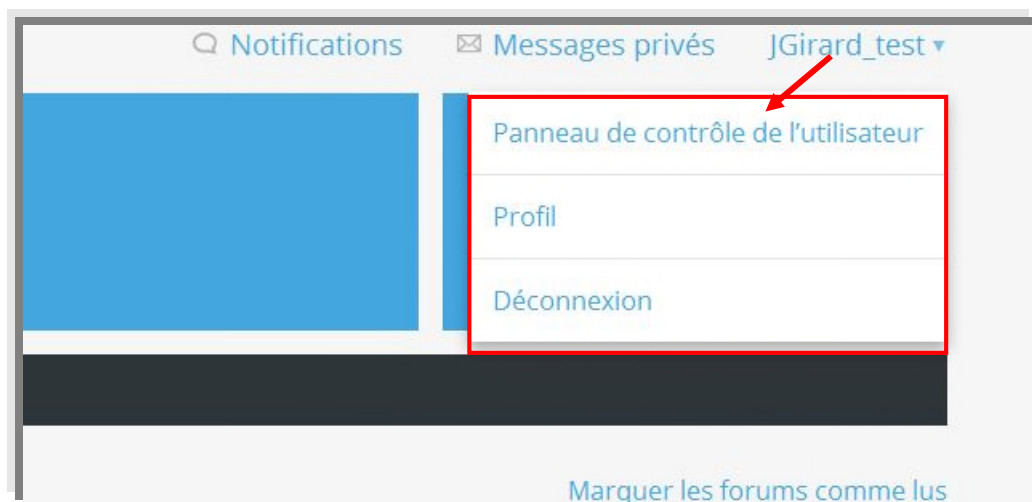 Notifications Messages privés JGirard_test
Panneau de contrôle de l’utilisateur
Profil
Déconnexion
Marquer les forums comme lus